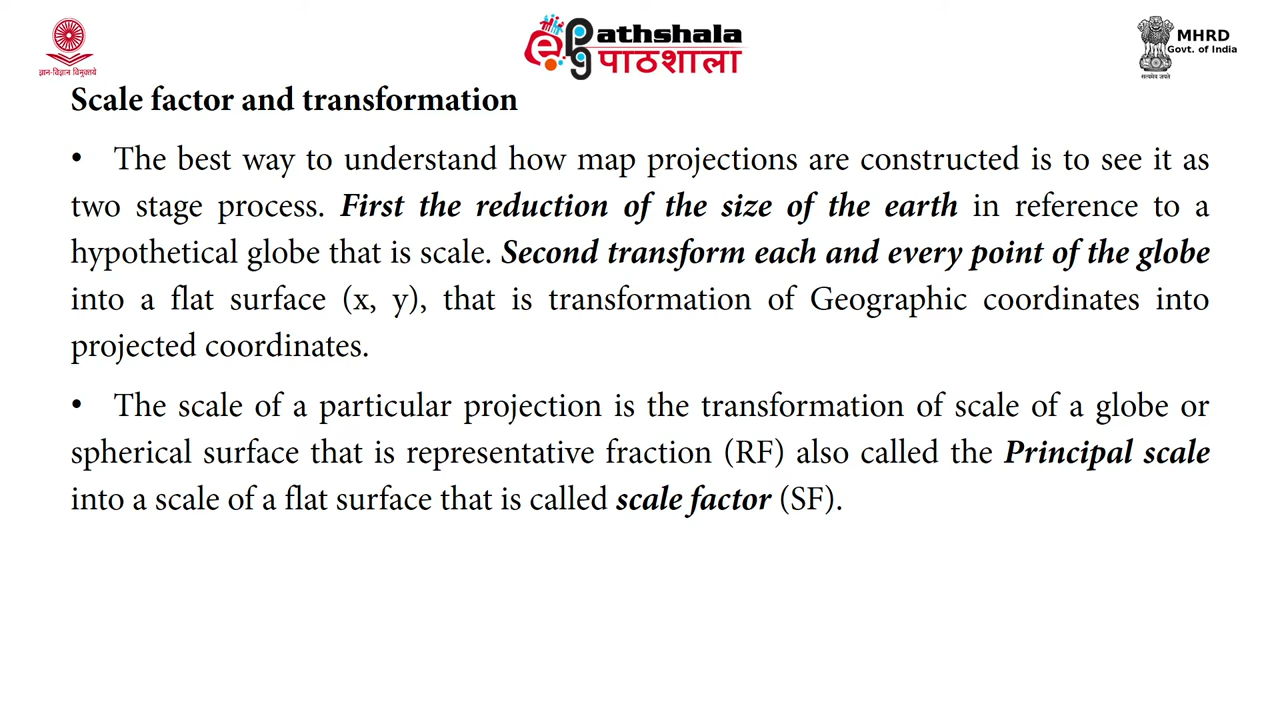 ज्ञान-विज्ञान विमुक्तये
Pathshala
पाठशाला
MHRD
Govt. of India
सत्यमेव जयते
Scale factor and transformation
• The best way to understand how map projections are constructed is to see it as
two stage process. First the reduction of the size of the earth in reference to a
hypothetical globe that is scale. Second transform each and every point of the globe
into a flat surface (x, y), that is transformation of Geographic coordinates into
projected coordinates.
• The scale of a particular projection is the transformation of scale of a globe or
spherical surface that is representative fraction (RF) also called the Principal scale
into a scale of a flat surface that is called scale factor (SF).